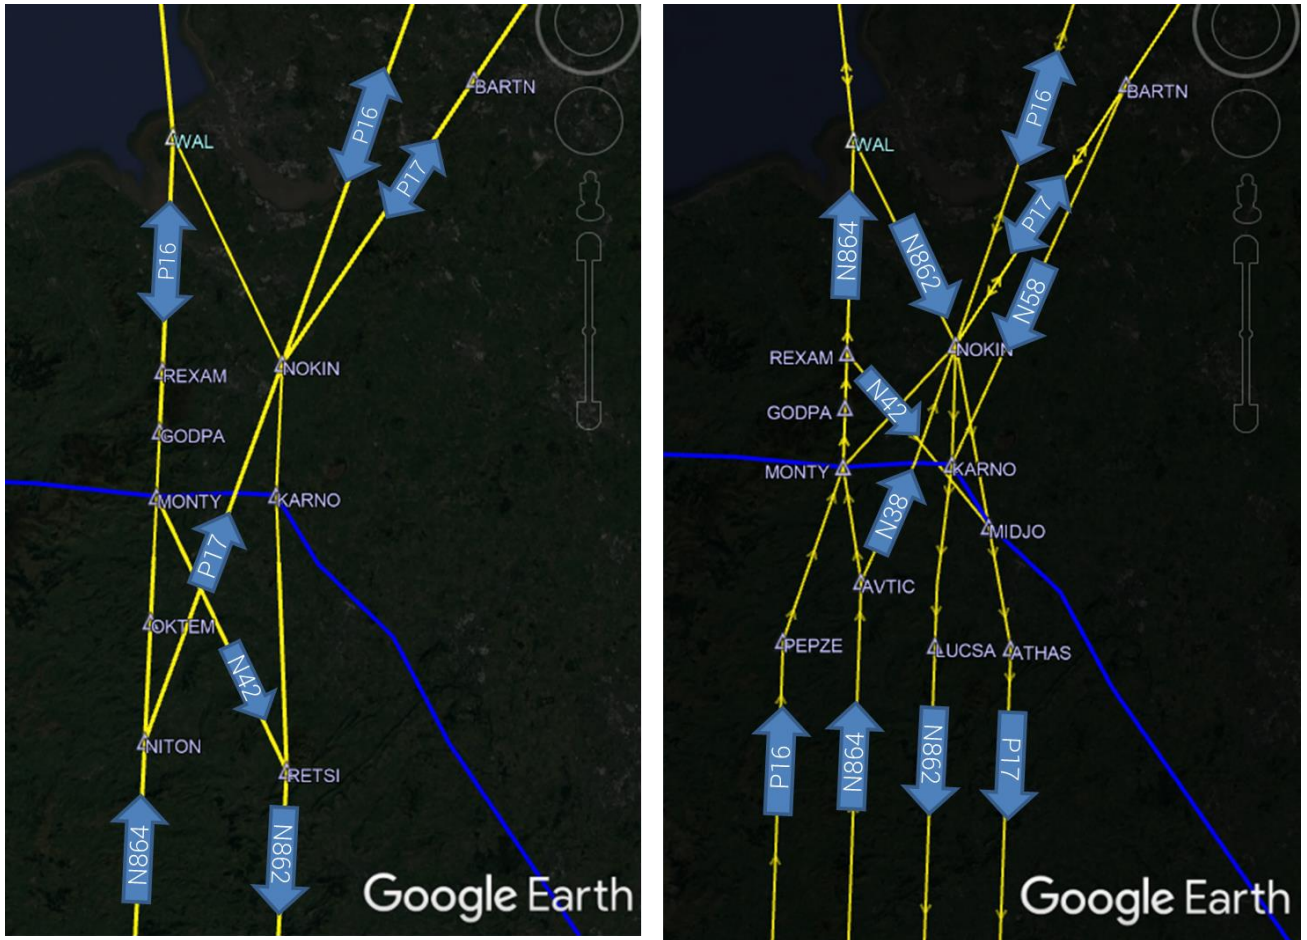 BARTN
P16
WAL
P17
P16
NOKIN
REXAM
GODPA
MONTY
KARNO
P17
OKTEM
N42
NITON
RETSI
N864
N862
Google Earth
BARTN
P16
WAL
P17
N864
N862
N58
NOKIN
REXAM
N42
GODPA
MONTY
KARNO
N38
MIDJO
AVTIC
PEPZE
LUCSA
ATHAS
P16
N864
N862
P17
Google Earth